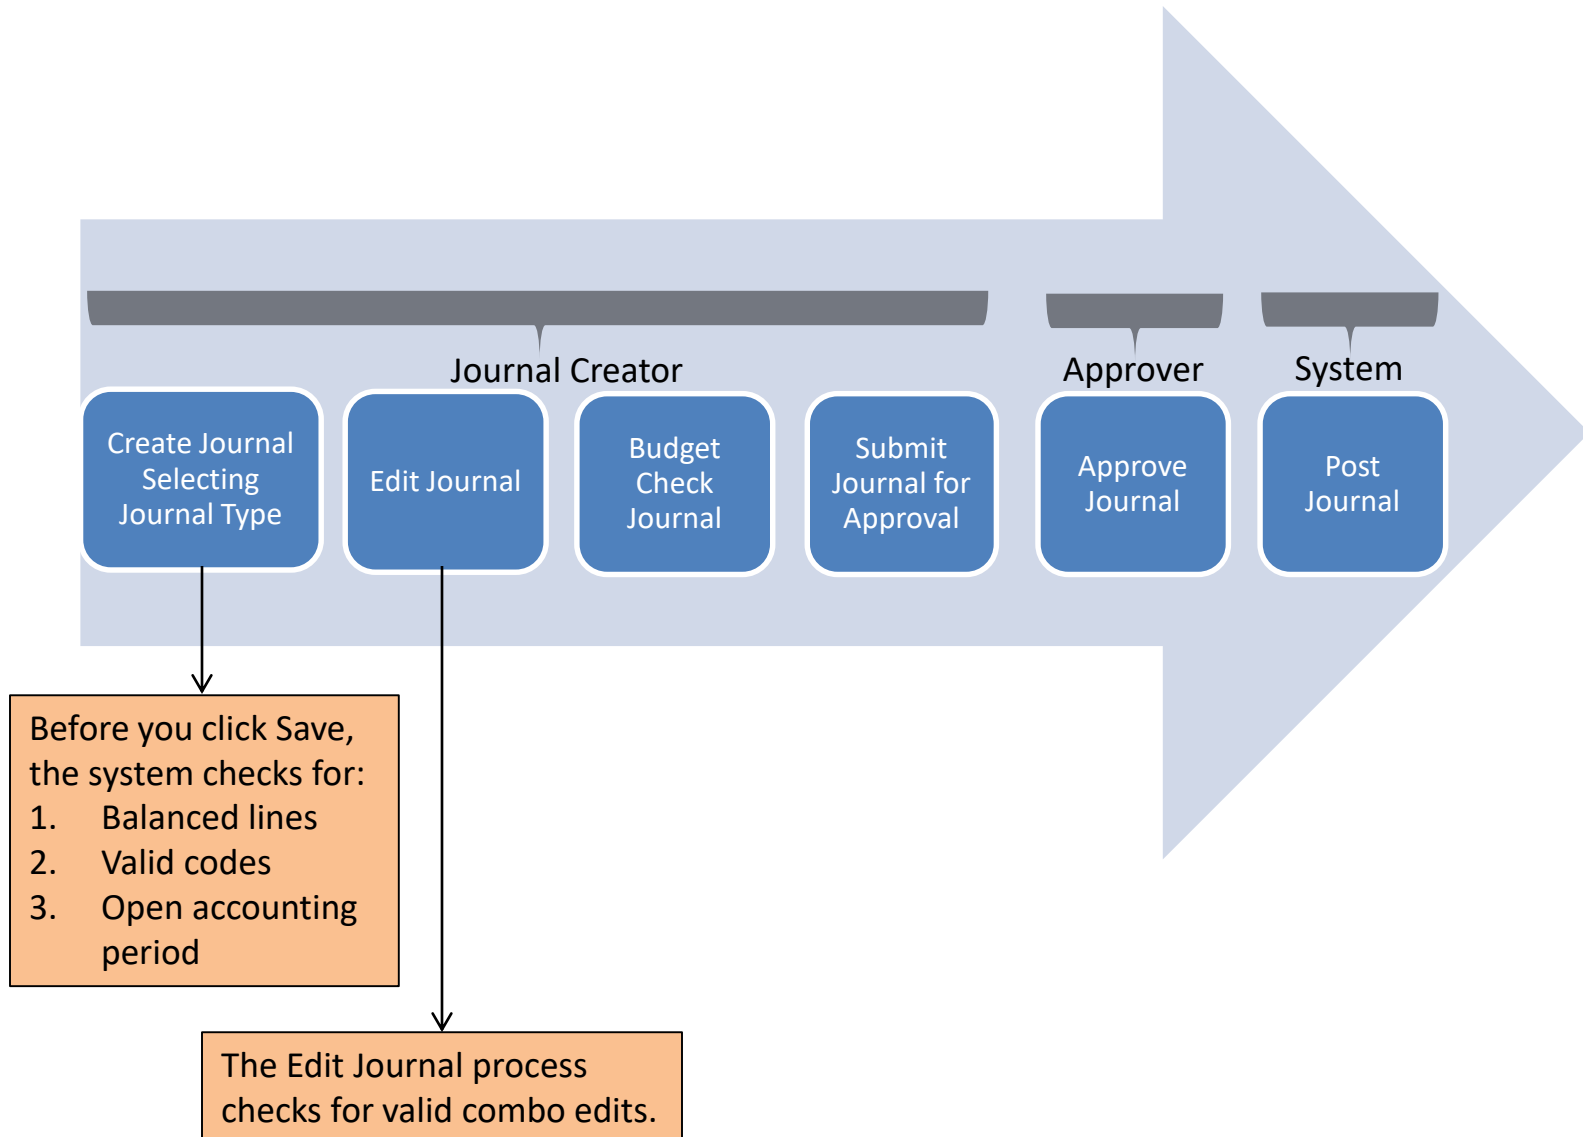 Journal Creator
Approver
System
Create Journal
Selecting
Journal Type
Edit Journal
Budget
Check
Journal
Submit
Journal for
Approval
Approve
Journal
Post
Journal
Before you click Save,
the system checks for:
1. Balanced lines
2. Valid codes
3. Open accounting
period
The Edit Journal process
checks for valid combo edits.